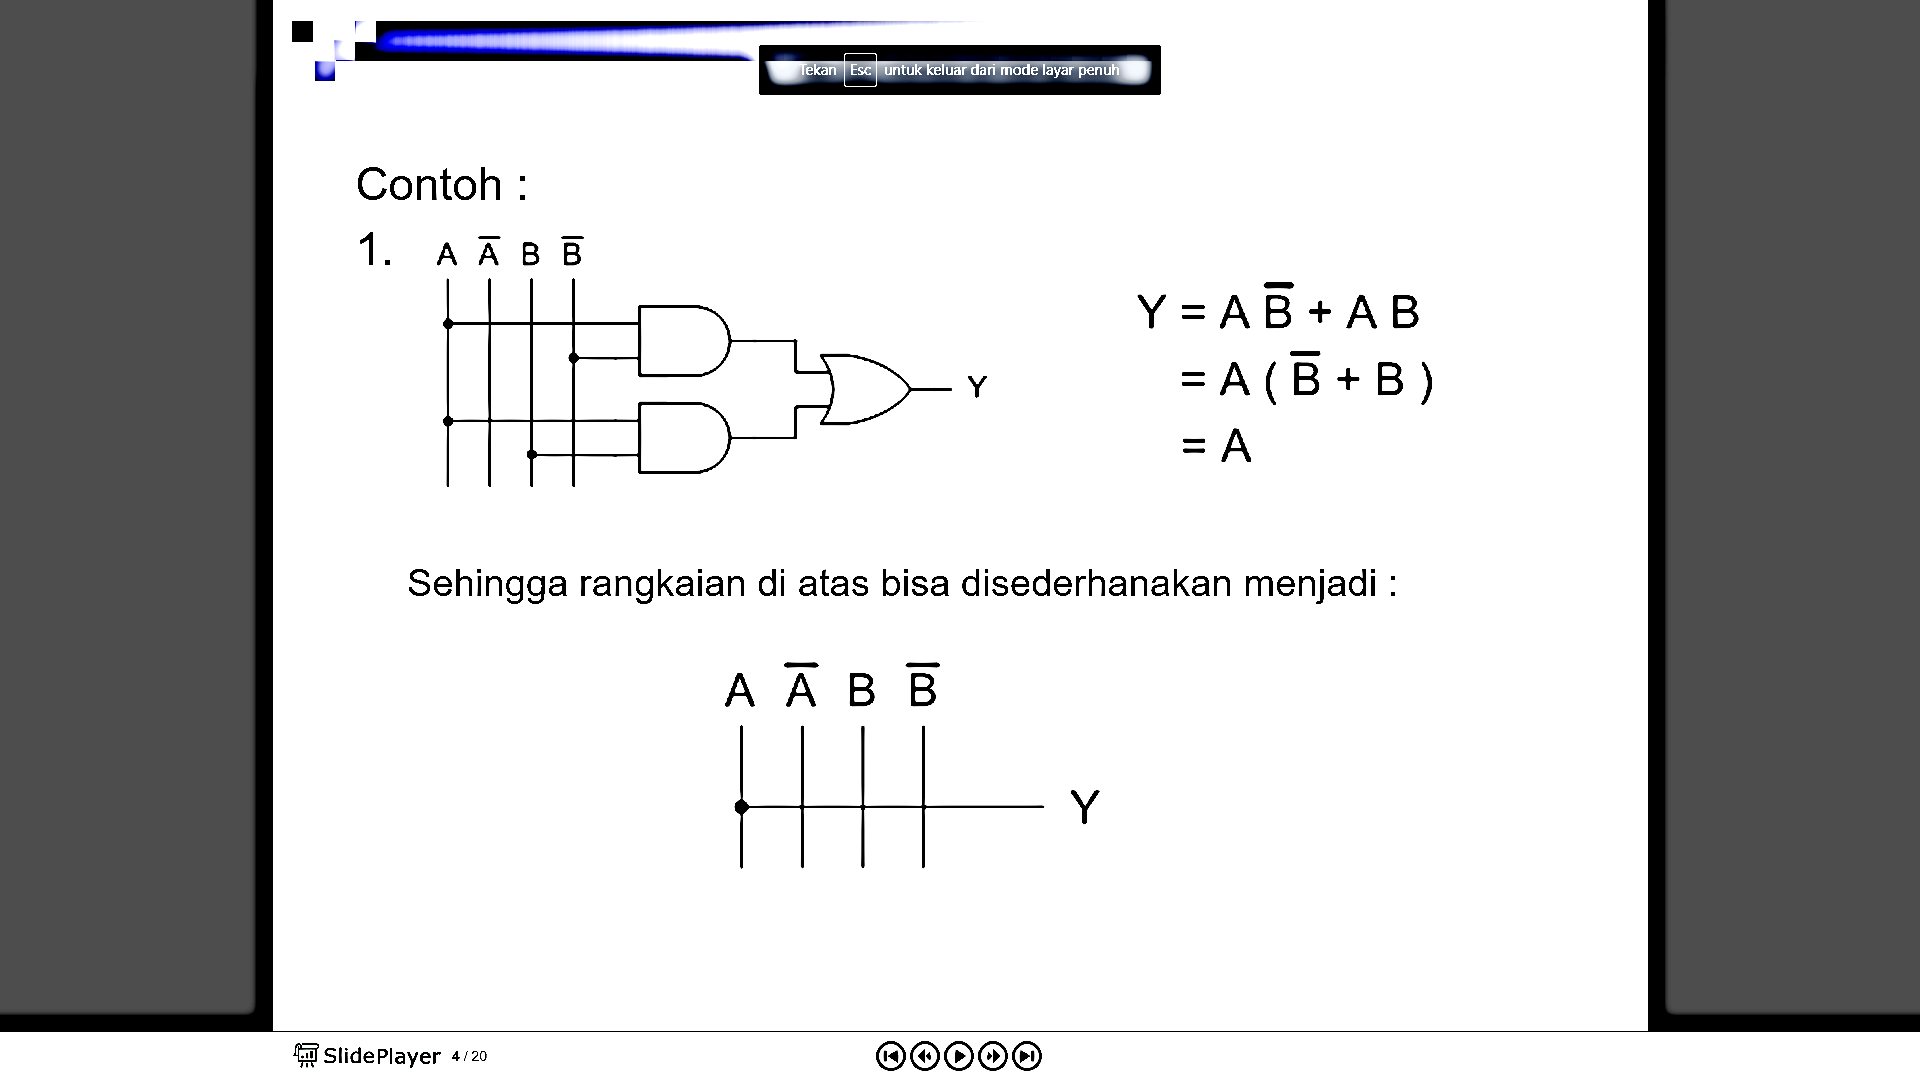 Tekan Esc untuk keluar dari mode layar penuh
Contoh :
1.
A A̅ B B̅
Y = A B̅ + A B
= A ( B̅ + B )
Y
= A
Sehingga rangkaian di atas bisa disederhanakan menjadi :
A A̅ B B̅
Y
SlidePlayer 4 / 20